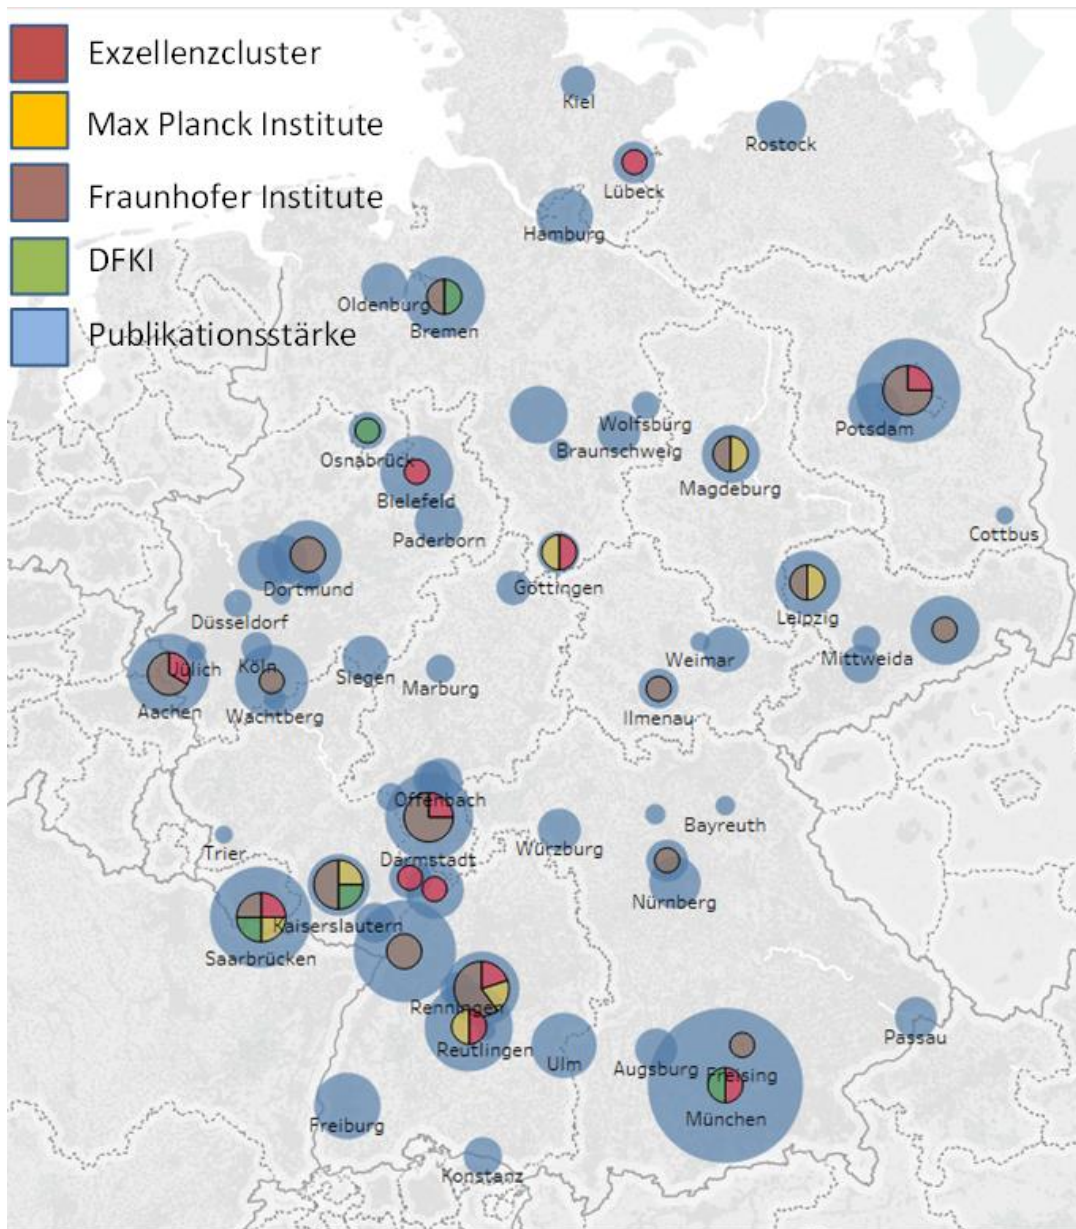 Exzellenzcluster
Max Planck Institute
Fraunhofer Institute
DFKI
Publikationsstärke
Kiel
Rostock
Lübeck
Hamburg
Oldenburg
Bremen
Wolfsburg
Potsdam
Braunschweig
Osnabrück
Magdeburg
Bielefeld
Cottbus
Paderborn
Göttingen
Dortmund
Leipzig
Düsseldorf
Weimar
Mittweida
Köln
Jülich
Siegen
Marburg
Aachen
Wachtberg
Ilmenau
Offenbach
Bayreuth
Trier
Darmstadt
Würzburg
Nürnberg
Kaiserslautern
Saarbrücken
Renningen
Passau
Reutlingen
Ulm
Augsburg
Freising
München
Freiburg
Konstanz